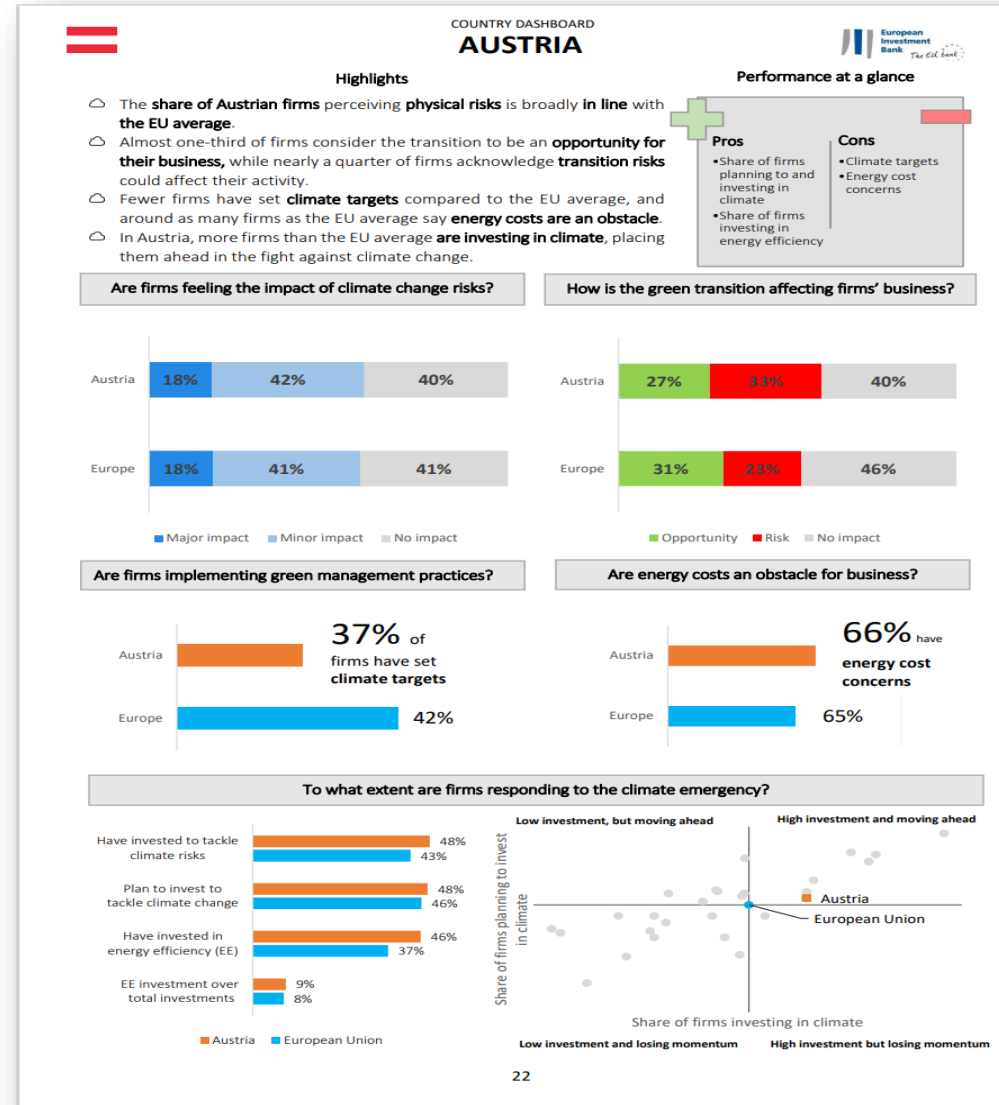 COUNTRY DASHBOARD
AUSTRIA
European
Investment
Bank
The EIB bank
Highlights
The share of Austrian firms perceiving physical risks is broadly in line with
the EU average.
Almost one-third of firms consider the transition to be an opportunity for
their business, while nearly a quarter of firms acknowledge transition risks
could affect their activity.
Fewer firms have set climate targets compared to the EU average, and
around as many firms as the EU average say energy costs are an obstacle.
In Austria, more firms than the EU average are investing in climate, placing
them ahead in the fight against climate change.
Performance at a glance
Pros
•Share of firms
planning to and
investing in
climate
•Share of firms
investing in
energy efficiency
Cons
•Climate targets
•Energy cost
concerns
Are firms feeling the impact of climate change risks?
Austria 18% 42% 40%
Europe 18% 41% 41%
Major impact Minor impact No impact
How is the green transition affecting firms' business?
Austria 27% 33% 40%
Europe 31% 23% 46%
Opportunity Risk No impact
Are firms implementing green management practices?
Austria
37% of
firms have set
climate targets
Europe 42%
Are energy costs an obstacle for business?
Austria
66% have
energy cost
concerns
Europe 65%
To what extent are firms responding to the climate emergency?
Have invested to tackle
climate risks
48%
43%
Plan to invest to
tackle climate change
48%
46%
Have invested in
energy efficiency (EE)
46%
37%
EE investment over
total investments
9%
8%
Austria European Union
Low investment, but moving ahead
High investment and moving ahead
Share of firms planning to invest
in climate
Austria
European Union
Share of firms investing in climate
Low investment and losing momentum
High investment but losing momentum
22